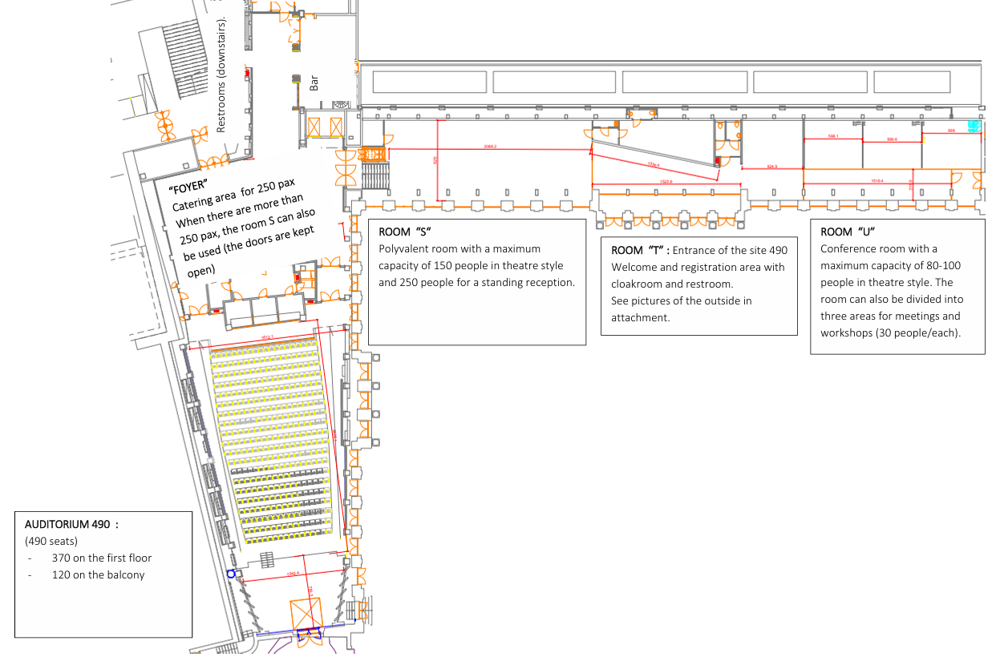 Restrooms (downstairs).
Bar
“FOYER”
Catering area for 250 pax
When there are more than
250 pax, the room S can also
be used (the doors are kept
open)
ROOM “S”
Polyvalent room with a maximum
capacity of 150 people in theatre style
and 250 people for a standing reception.
ROOM “T” : Entrance of the site 490
Welcome and registration area with
cloakroom and restroom.
See pictures of the outside in
attachment.
ROOM “U”
Conference room with a
maximum capacity of 80-100
people in theatre style. The
room can also be divided into
three areas for meetings and
workshops (30 people/each).
AUDITORIUM 490 :
(490 seats)
- 370 on the first floor
- 120 on the balcony